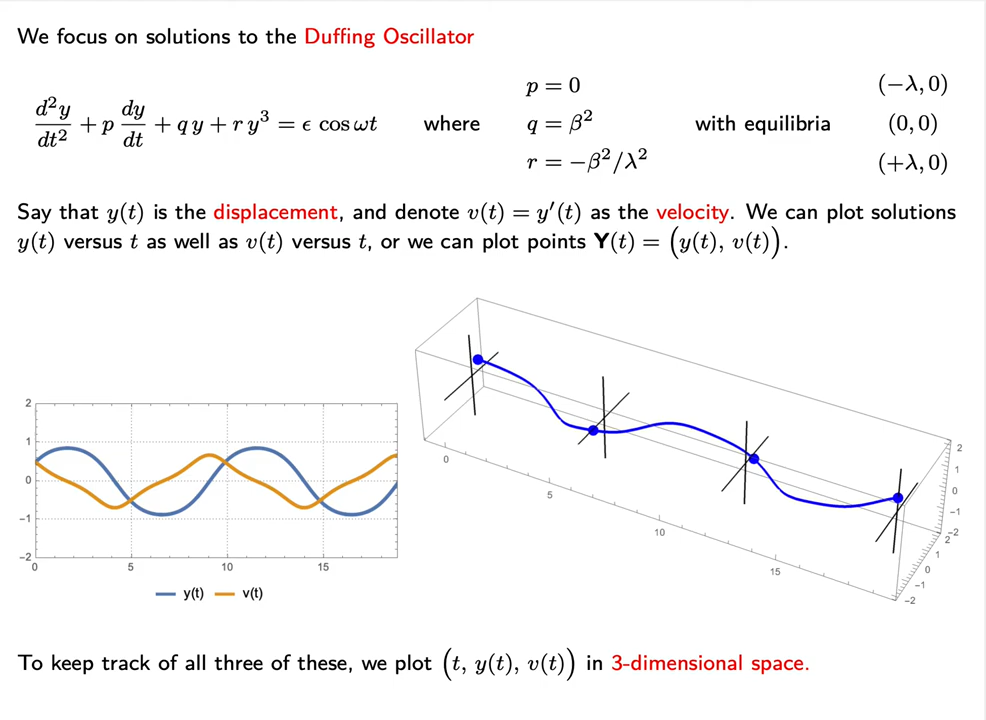 We focus on solutions to the Duffing Oscillator
d²y/dt² + p dy/dt + q y + r y³ = ϵ cos ωt where p = 0 q = β² r = −β²/λ² with equilibria (−λ, 0) (0, 0) (+λ, 0)
Say that y(t) is the displacement, and denote v(t) = y′(t) as the velocity. We can plot solutions
y(t) versus t as well as v(t) versus t, or we can plot points Y(t) = (y(t), v(t)).
2
1
0
−1
−2
0 5 10 15
y(t) v(t)
0
5
10
15
2
1
0
−1
−2
2
1
0
−1
−2
To keep track of all three of these, we plot (t, y(t), v(t)) in 3-dimensional space.